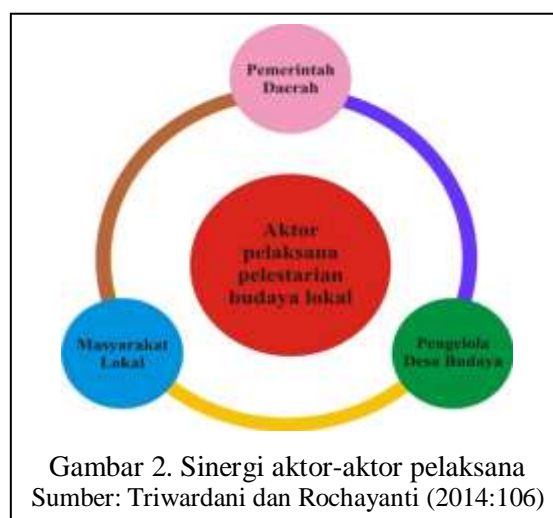 Pemerintah
Daerah
Aktor
pelaksana
pelestarian
budaya lokal
Masyarakat
Lokal
Pengelola
Desa Budaya
Gambar 2. Sinergi aktor-aktor pelaksana
Sumber: Triwardani dan Rochayanti (2014:106)